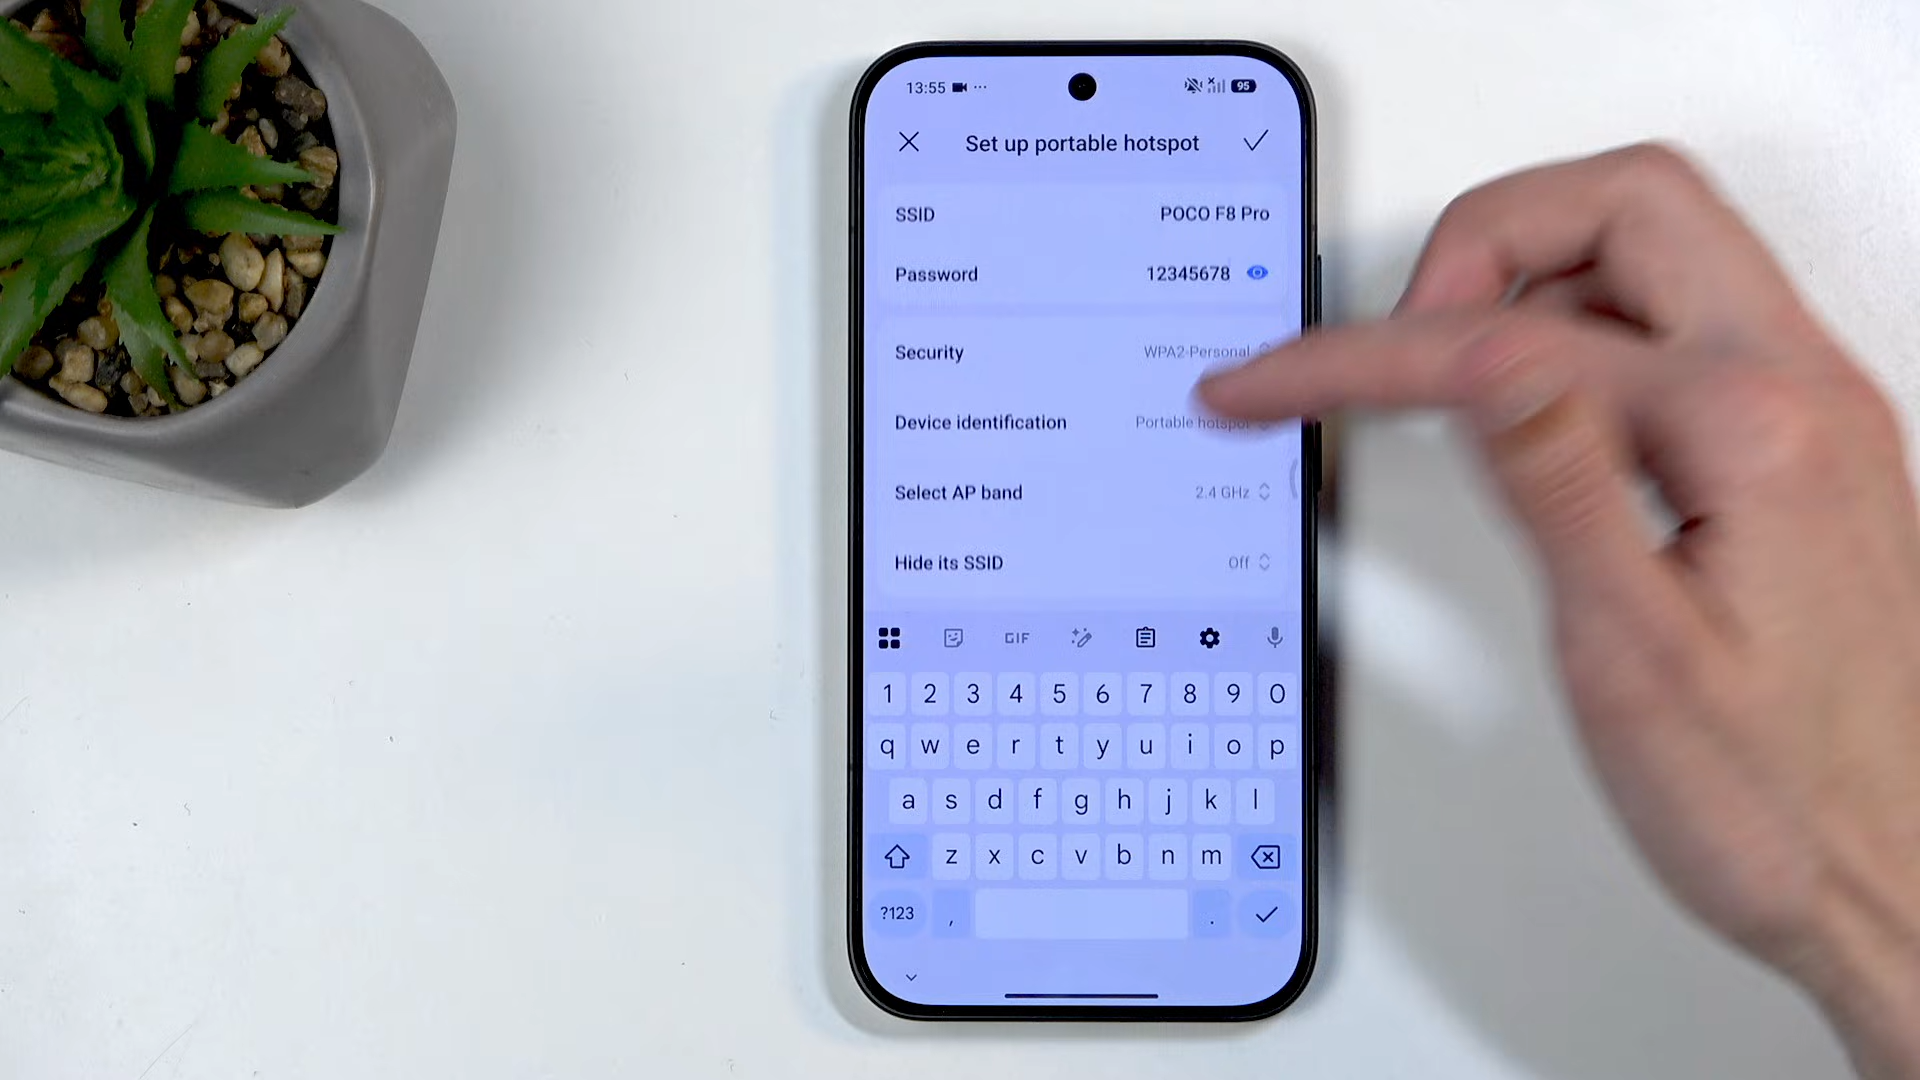 13:55 ... 95
Set up portable hotspot
SSID POCO F8 Pro
Password 12345678
Security WPA2-Personal
Device identification Portable hotspot
Select AP band 2.4 GHz
Hide its SSID Off
GIF
1 2 3 4 5 6 7 8 9 0
q w e r t y u i o p
a s d f g h j k l
z x c v b n m
?123 , .